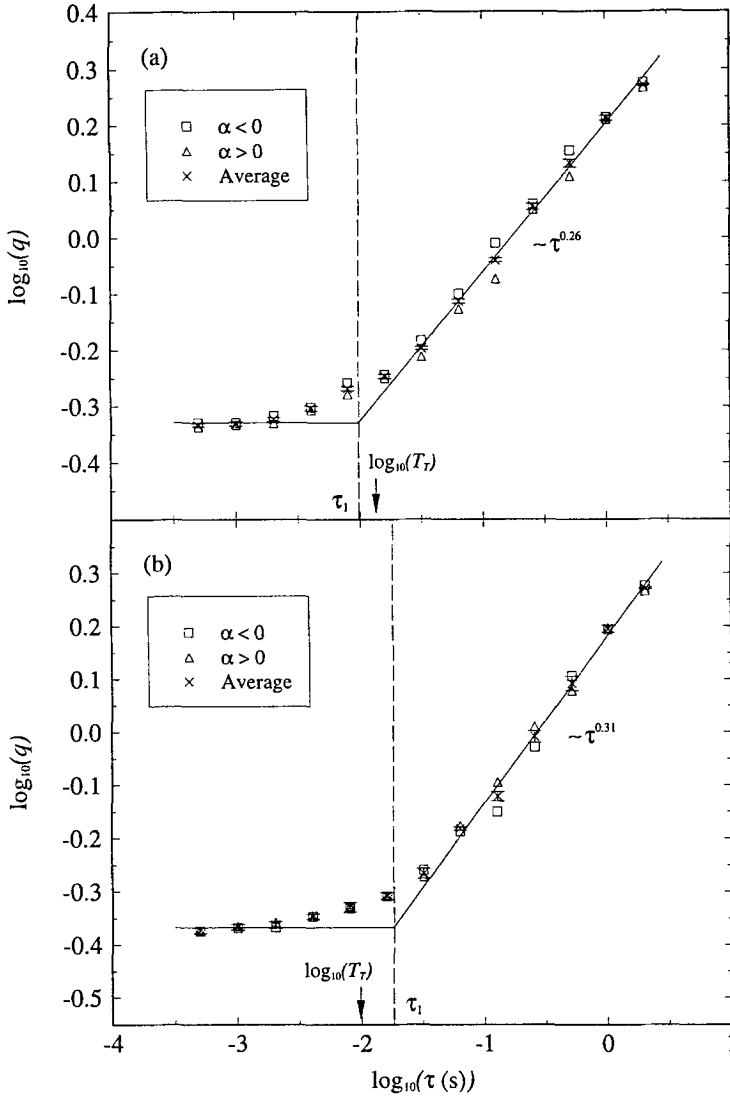 0.4
(a)
0.3
α < 0
α > 0
Average
0.2
0.1
0.0
~ τ^0.26
log10(q)
-0.1
-0.2
-0.3
-0.4
log10(T_T)
τ1
(b)
0.3
α < 0
α > 0
Average
0.2
0.1
0.0
~ τ^0.31
log10(q)
-0.1
-0.2
-0.3
-0.4
log10(T_T)
τ1
-0.5
-4 -3 -2 -1 0 1
log10(τ (s))